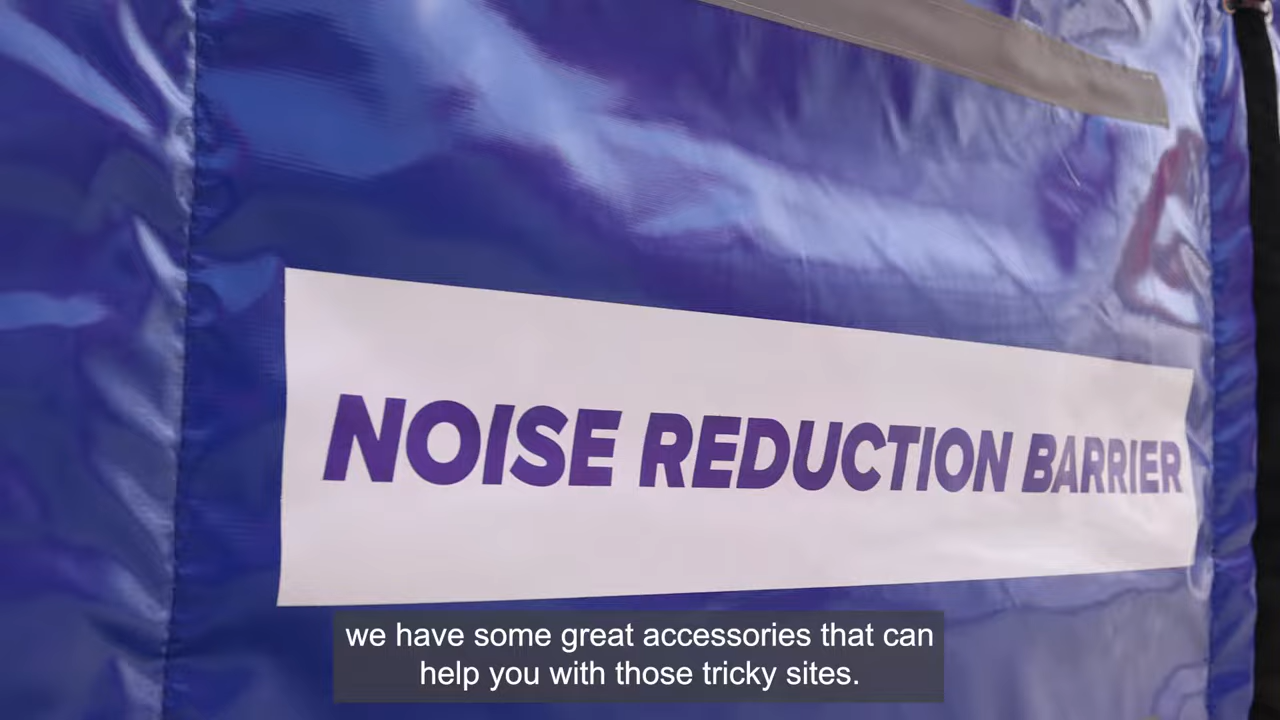 NOISE REDUCTION BARRIER
we have some great accessories that can
help you with those tricky sites.